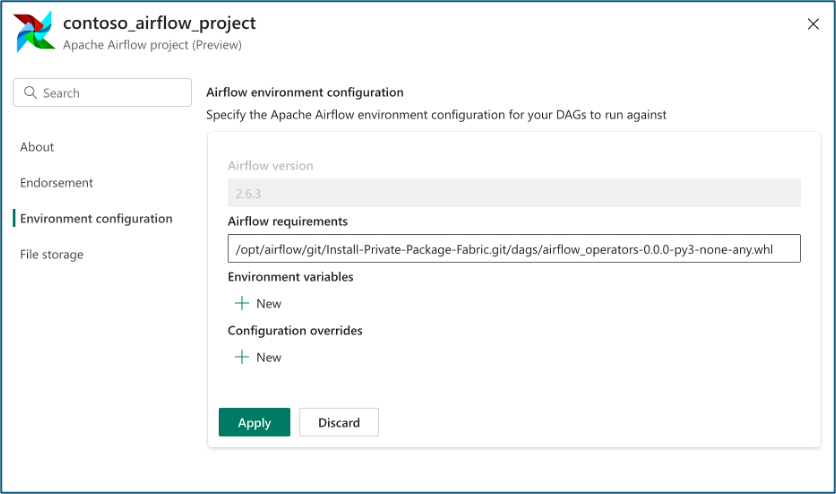 contoso_airflow_project
Apache Airflow project (Preview)
Search
About
Endorsement
Environment configuration
File storage
Airflow environment configuration
Specify the Apache Airflow environment configuration for your DAGs to run against
Airflow version
2.6.3
Airflow requirements
/opt/airflow/git/Install-Private-Package-Fabric.git/dags/airflow_operators-0.0.0-py3-none-any.whl
Environment variables
New
Configuration overrides
New
Apply
Discard